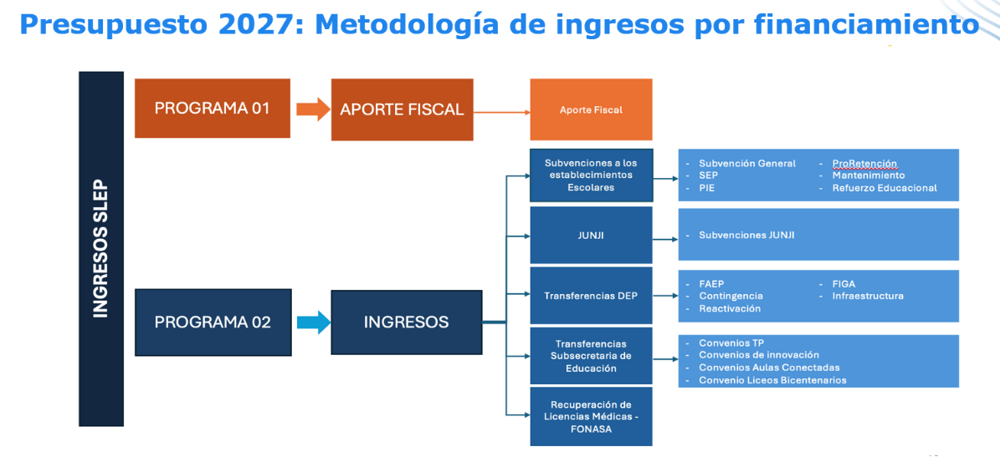 Presupuesto 2027: Metodología de ingresos por financiamiento
INGRESOS SLEP
PROGRAMA 01
APORTE FISCAL
Aporte Fiscal
PROGRAMA 02
INGRESOS
Subvenciones a los
establecimientos
Escolares
- Subvención General
- SEP
- PIE
- ProRetención
- Mantenimiento
- Refuerzo Educacional
JUNJI
- Subvenciones JUNJI
Transferencias DEP
- FAEP
- Contingencia
- Reactivación
- FIGA
- Infraestructura
Transferencias
Subsecretaria de
Educación
- Convenios TP
- Convenios de innovación
- Convenios Aulas Conectadas
- Convenio Liceos Bicentenarios
Recuperación de
Licencias Médicas -
FONASA